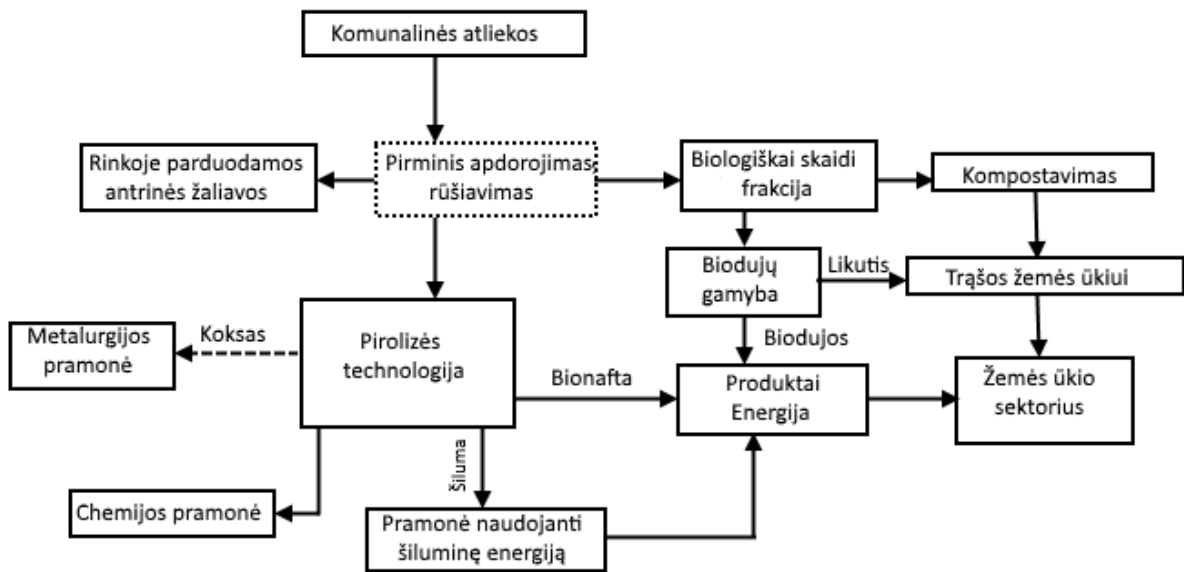 Komunalinės atliekos
Rinkoje parduodamos
antrinės žaliavos
Pirminis apdorojimas,
rūšiavimas
Biologiškai skaidi
frakcija
Kompostavimas
Biodujų
gamyba
Likutis
Trąšos žemės ūkiui
Metalurgijos
pramonė
Koksas
Pirolizės
technologija
Biodujos
Bionafta
Produktai
Energija
Žemės ūkio
sektorius
Šiluma
Chemijos pramonė
Pramonė naudojanti
šiluminę energiją